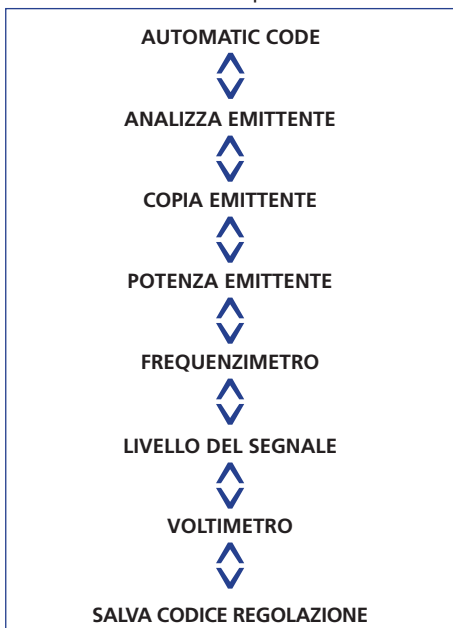 AUTOMATIC CODE
ANALIZZA EMITTENTE
COPIA EMITTENTE
POTENZA EMITTENTE
FREQUENZIMETRO
LIVELLO DEL SEGNALE
VOLTIMETRO
SALVA CODICE REGOLAZIONE